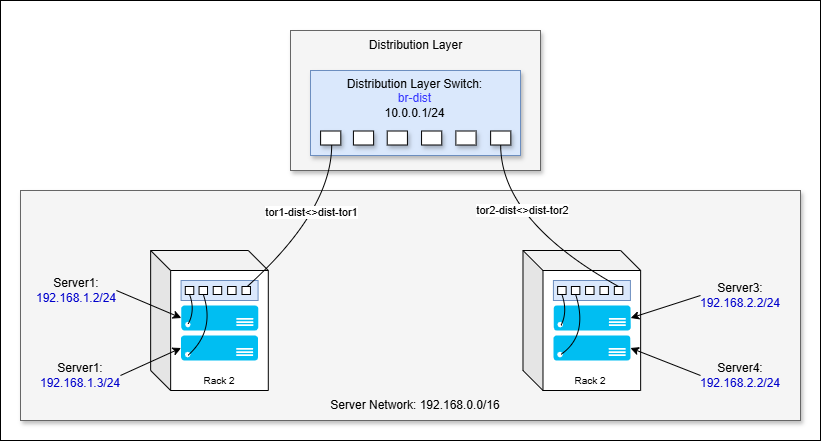 Distribution Layer
Distribution Layer Switch:
br-dist
10.0.0.1/24
tor1-dist<>dist-tor1
tor2-dist<>dist-tor2
Server1:
192.168.1.2/24
Server1:
192.168.1.3/24
Rack 2
Server3:
192.168.2.2/24
Server4:
192.168.2.2/24
Rack 2
Server Network: 192.168.0.0/16